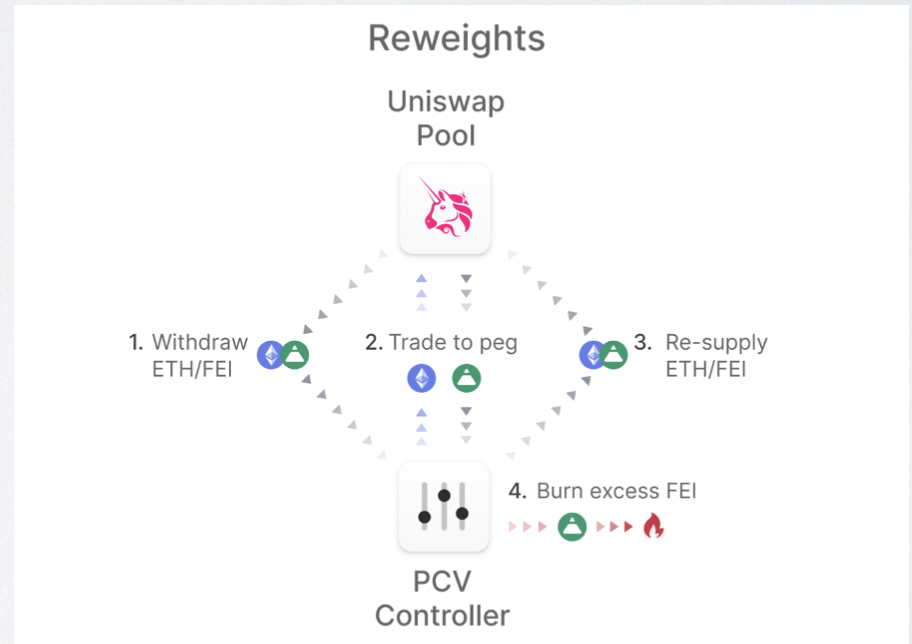 Reweights
Uniswap
Pool
1. Withdraw
ETH/FEI
2. Trade to peg
3. Re-supply
ETH/FEI
4. Burn excess FEI
PCV
Controller